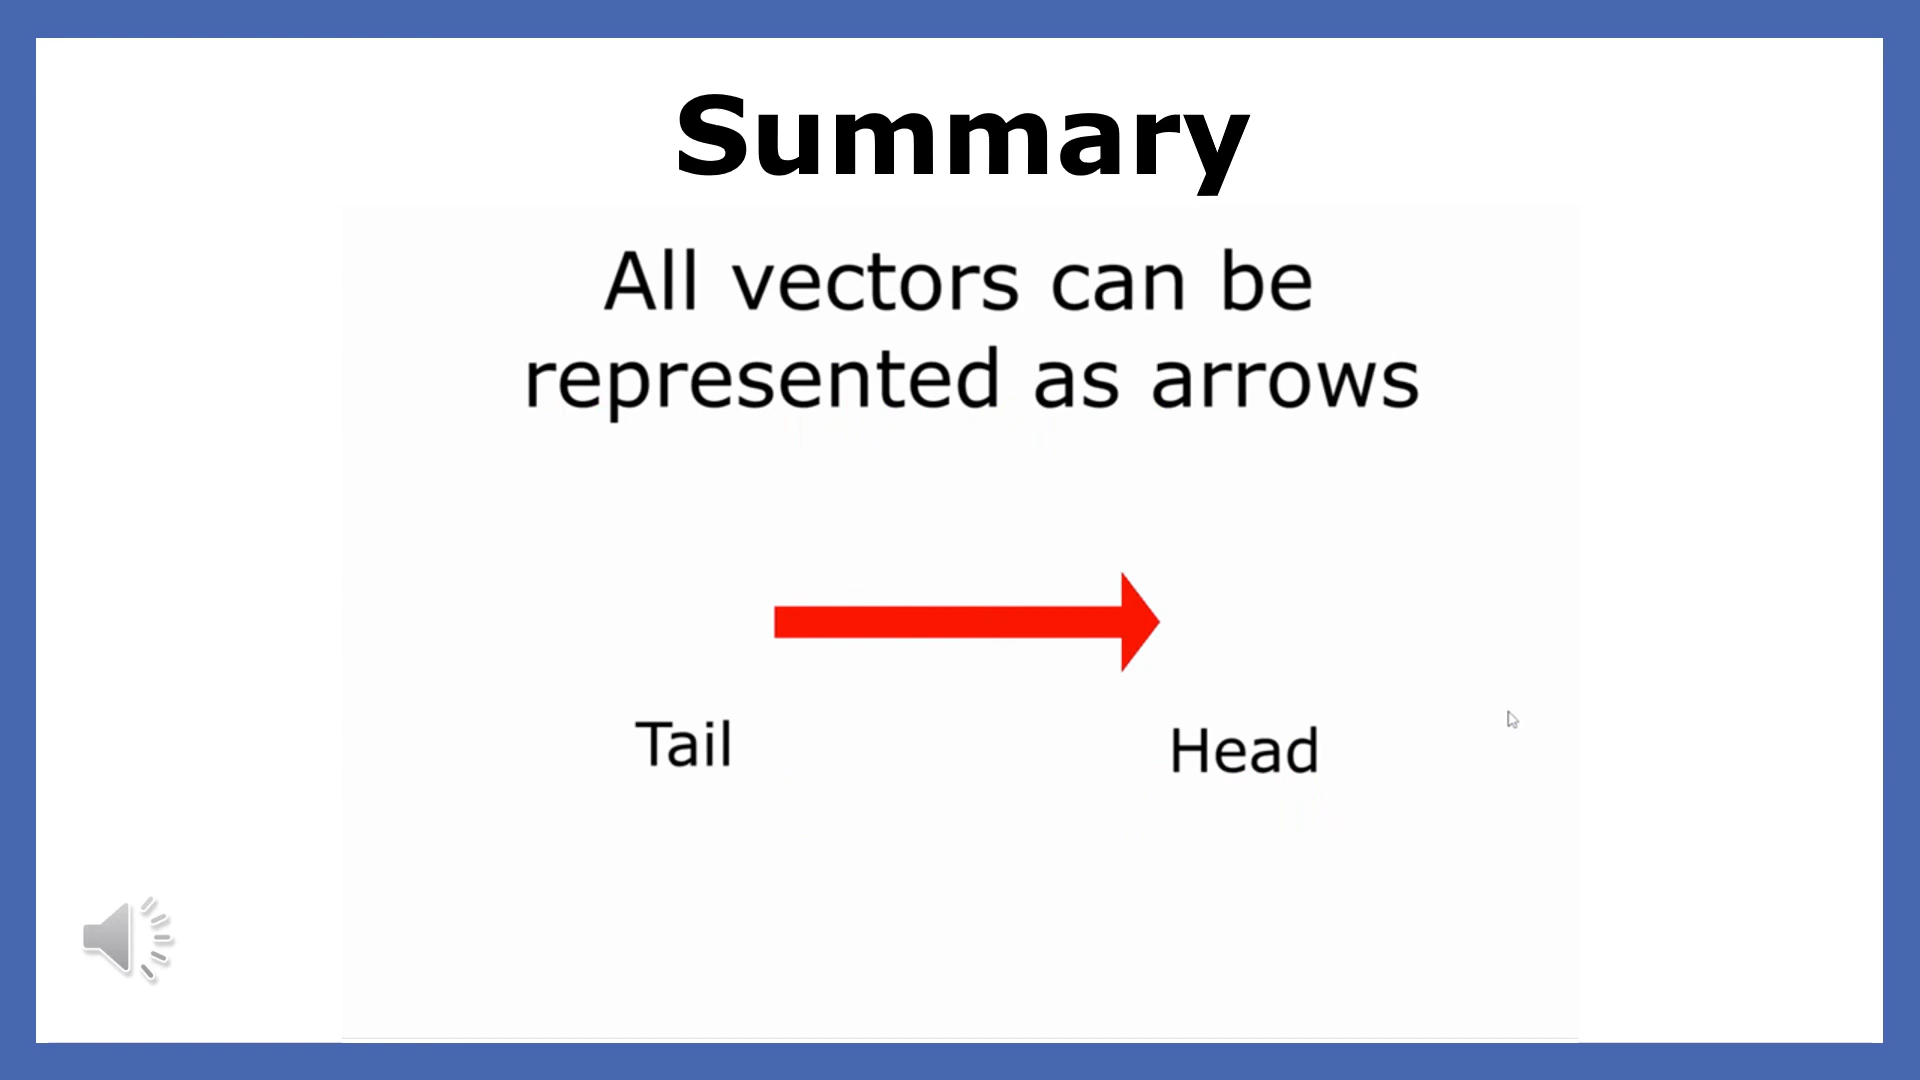 Summary
All vectors can be
represented as arrows
Tail
Head